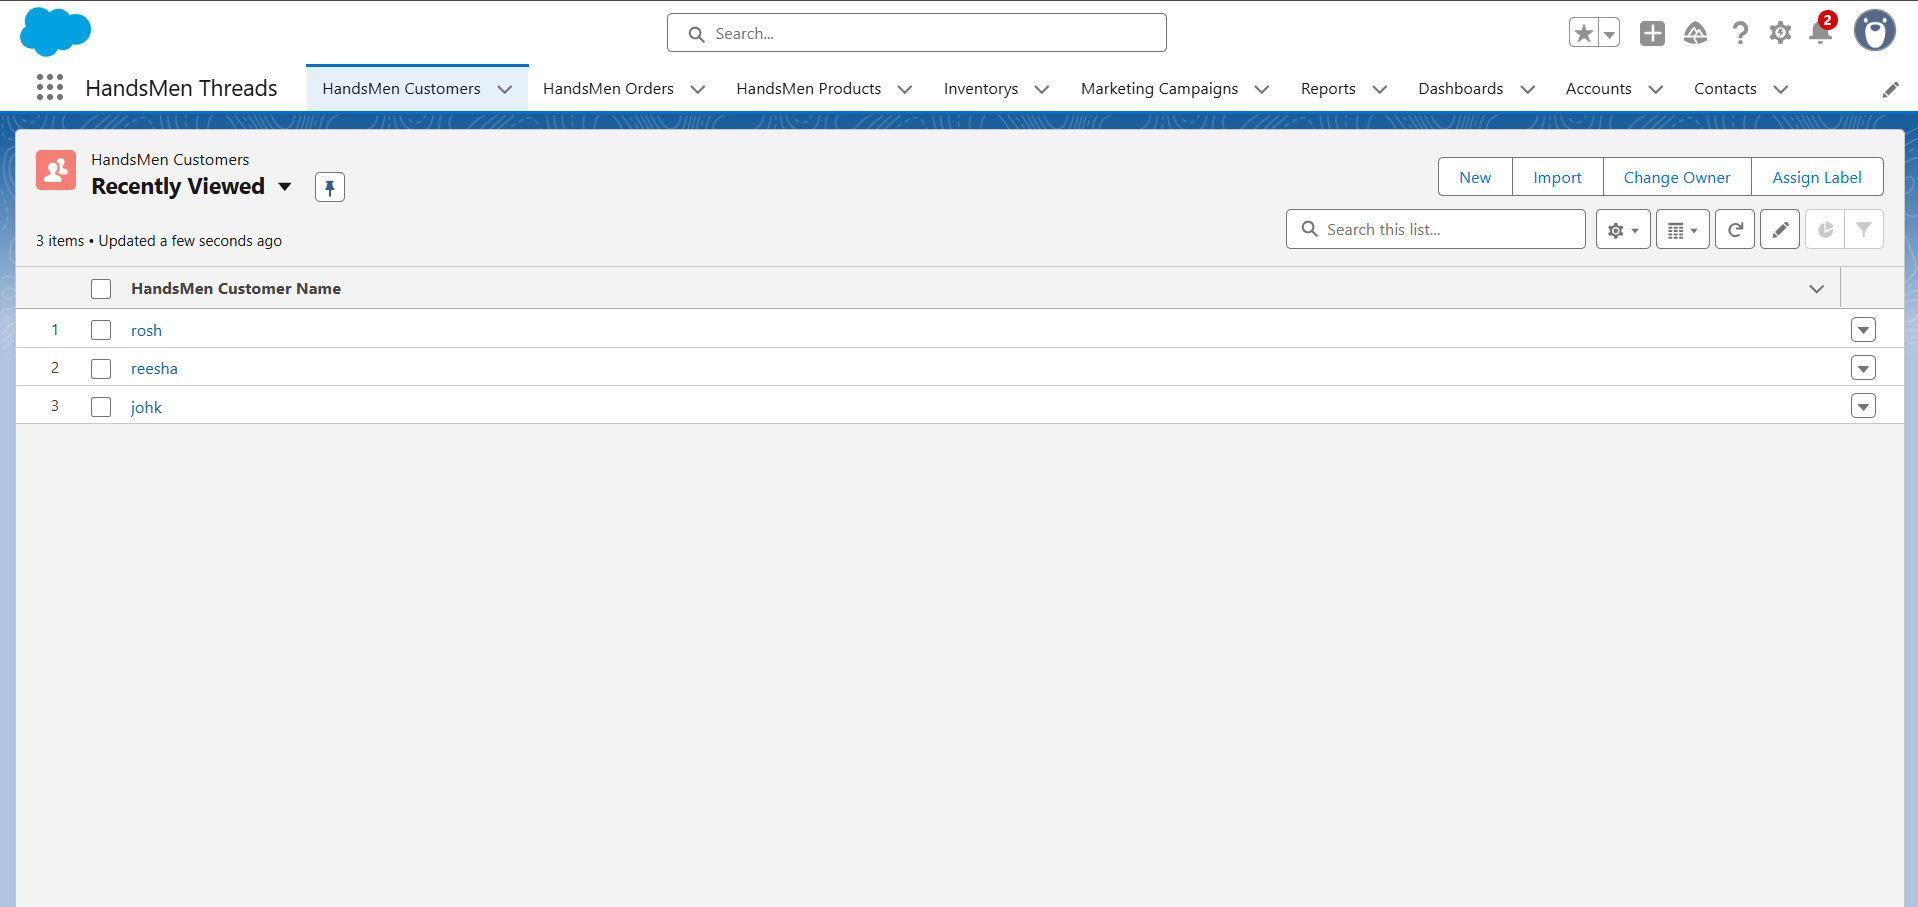 Search...
2
HandsMen Threads HandsMen Customers HandsMen Orders HandsMen Products Inventorys Marketing Campaigns Reports Dashboards Accounts Contacts
HandsMen Customers
Recently Viewed
New Import Change Owner Assign Label
3 items • Updated a few seconds ago
Search this list...
HandsMen Customer Name
1 rosh
2 reesha
3 johk